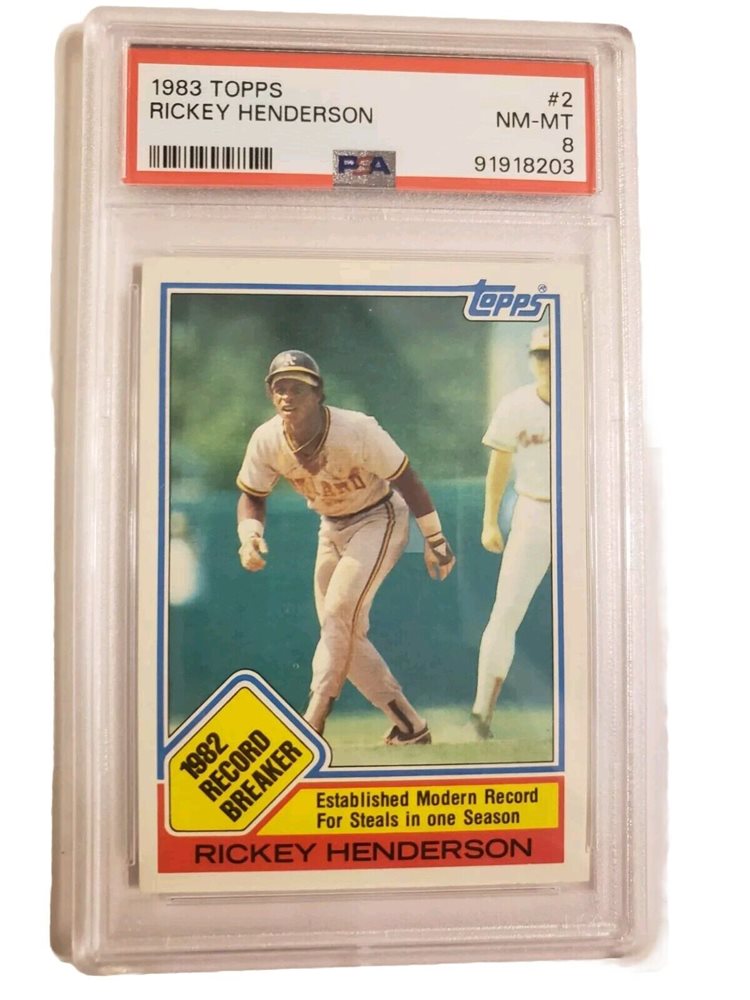 1983 TOPPS #2
RICKEY HENDERSON NM-MT
8
PSA 91918203
Topps
1982
RECORD
BREAKER
Established Modern Record
For Steals in one Season
RICKEY HENDERSON